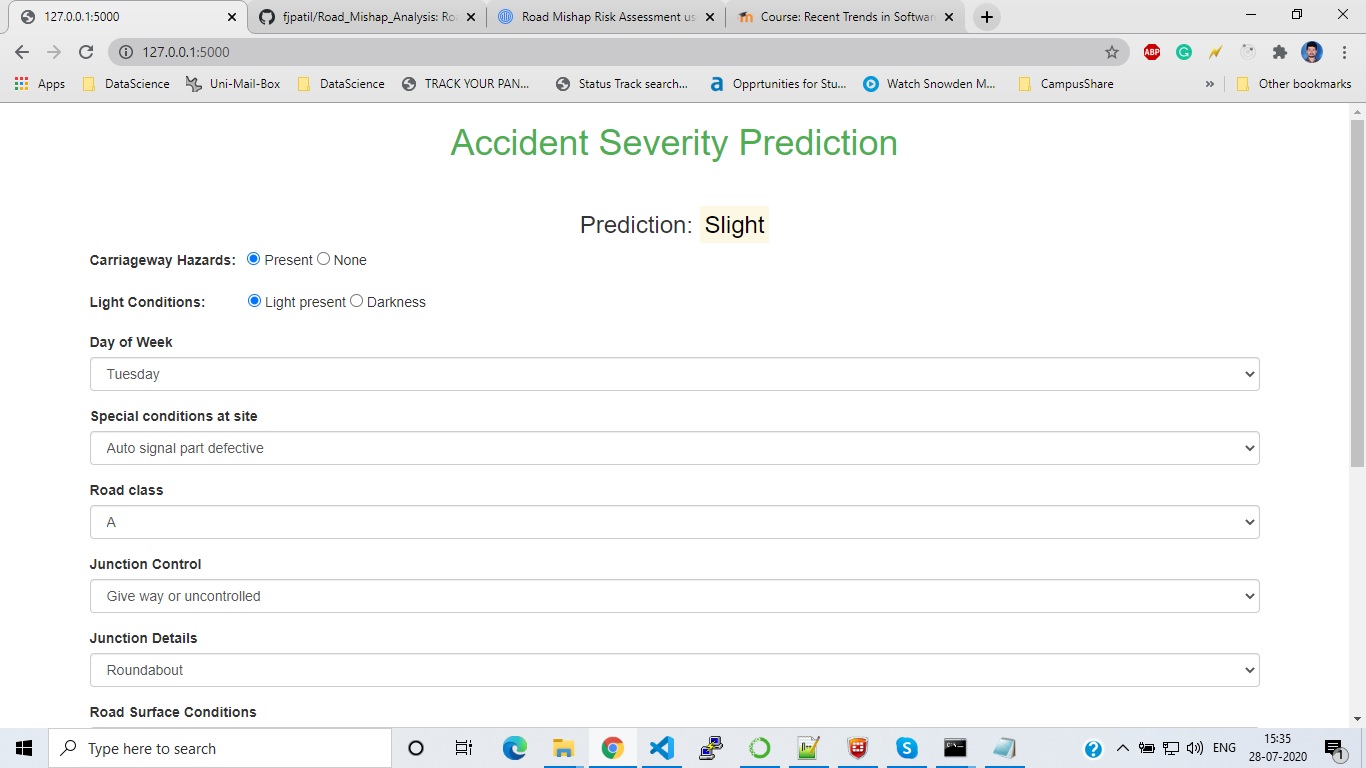 127.0.0.1:5000
fjpatil/Road_Mishap_Analysis: Ro
Road Mishap Risk Assessment us
Course: Recent Trends in Softwar
127.0.0.1:5000
ABP
Apps
DataScience
Uni-Mail-Box
DataScience
TRACK YOUR PAN...
Status Track search...
Opprtunities for Stu...
Watch Snowden M...
CampusShare
»
Other bookmarks
Accident Severity Prediction
Prediction: Slight
Carriageway Hazards: Present None
Light Conditions: Light present Darkness
Day of Week
Tuesday
Special conditions at site
Auto signal part defective
Road class
A
Junction Control
Give way or uncontrolled
Junction Details
Roundabout
Road Surface Conditions
Type here to search
ENG
15:35
28-07-2020
1